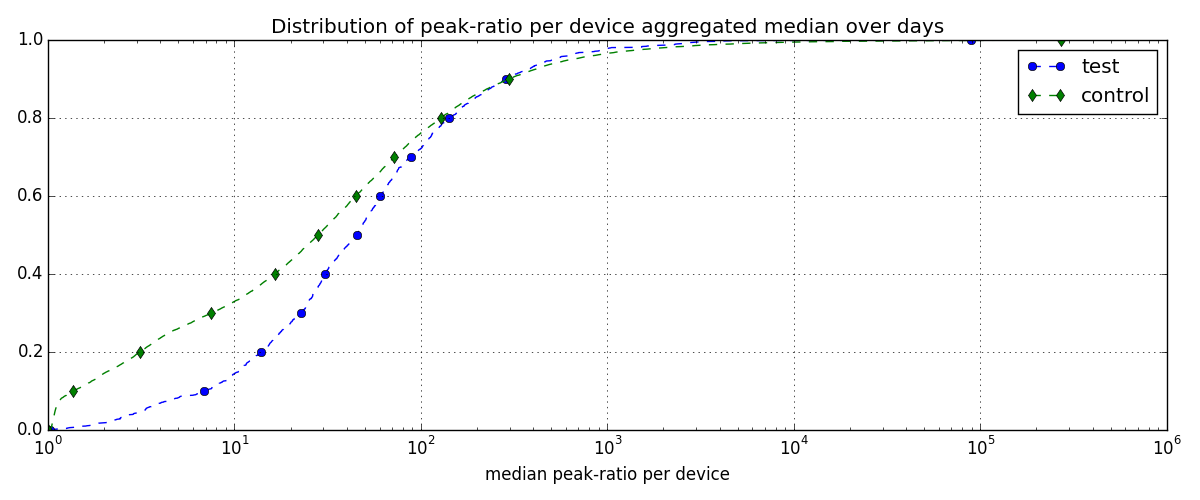 Distribution of peak-ratio per device aggregated median over days
1.0
0.8
0.6
0.4
0.2
0.0
test
control
10^0 10^1 10^2 10^3 10^4 10^5 10^6
median peak-ratio per device